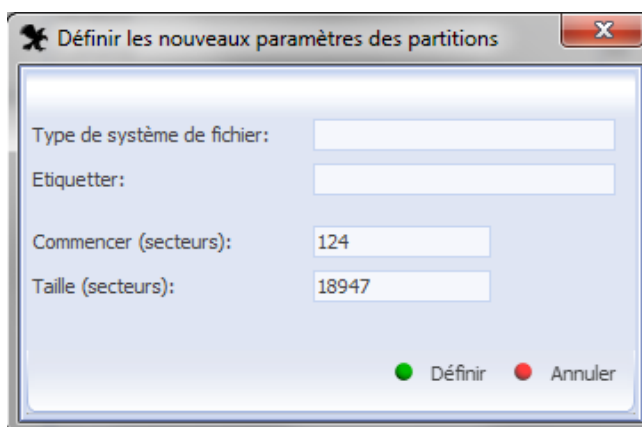 Définir les nouveaux paramètres des partitions
Type de système de fichier:
Etiquetter:
Commencer (secteurs): 124
Taille (secteurs): 18947
Définir Annuler